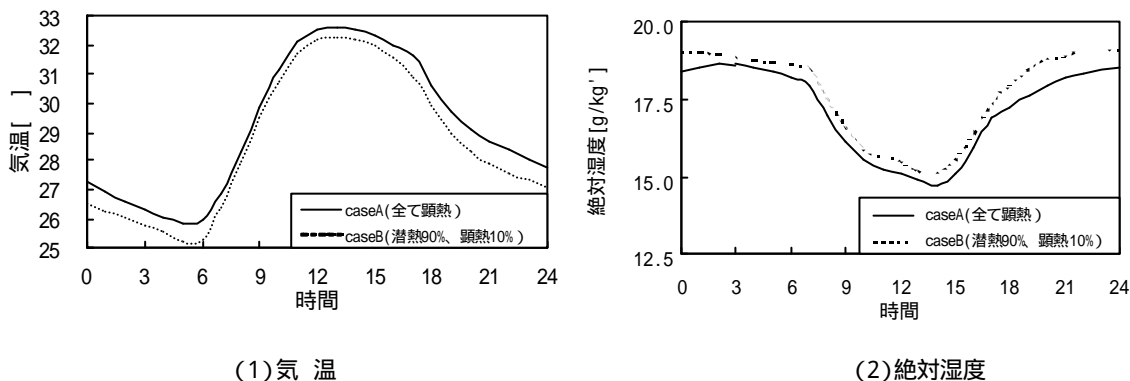 33
32
31
30
29
28
27
26
25
気温[ ]
0 3 6 9 12 15 18 21 24
時間
caseA(全て顕熱)
caseB(潜熱90%、顕熱10%)
(1)気 温
20.0
17.5
15.0
12.5
絶対湿度[g/kg']
0 3 6 9 12 15 18 21 24
時間
caseA(全て顕熱)
caseB(潜熱90%、顕熱10%)
(2)絶対湿度